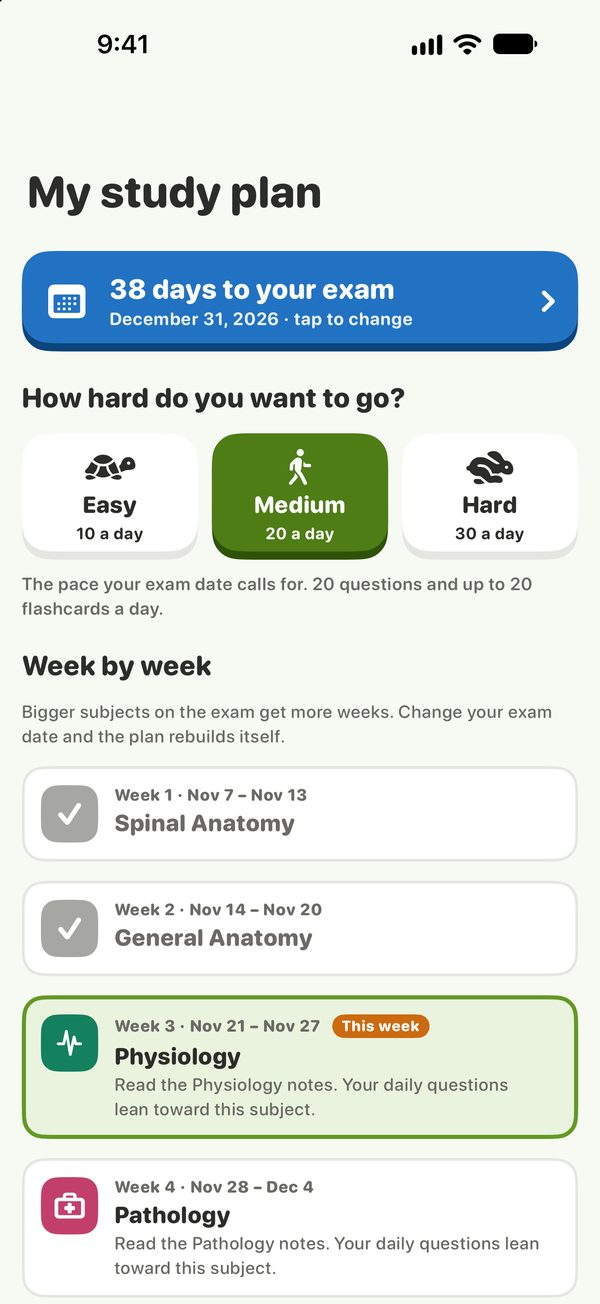 9:41
My study plan
38 days to your exam
December 31, 2026 · tap to change
How hard do you want to go?
Easy
10 a day
Medium
20 a day
Hard
30 a day
The pace your exam date calls for. 20 questions and up to 20
flashcards a day.
Week by week
Bigger subjects on the exam get more weeks. Change your exam
date and the plan rebuilds itself.
Week 1 · Nov 7 – Nov 13
Spinal Anatomy
Week 2 · Nov 14 – Nov 20
General Anatomy
Week 3 · Nov 21 – Nov 27 This week
Physiology
Read the Physiology notes. Your daily questions
lean toward this subject.
Week 4 · Nov 28 – Dec 4
Pathology
Read the Pathology notes. Your daily questions lean
toward this subject.